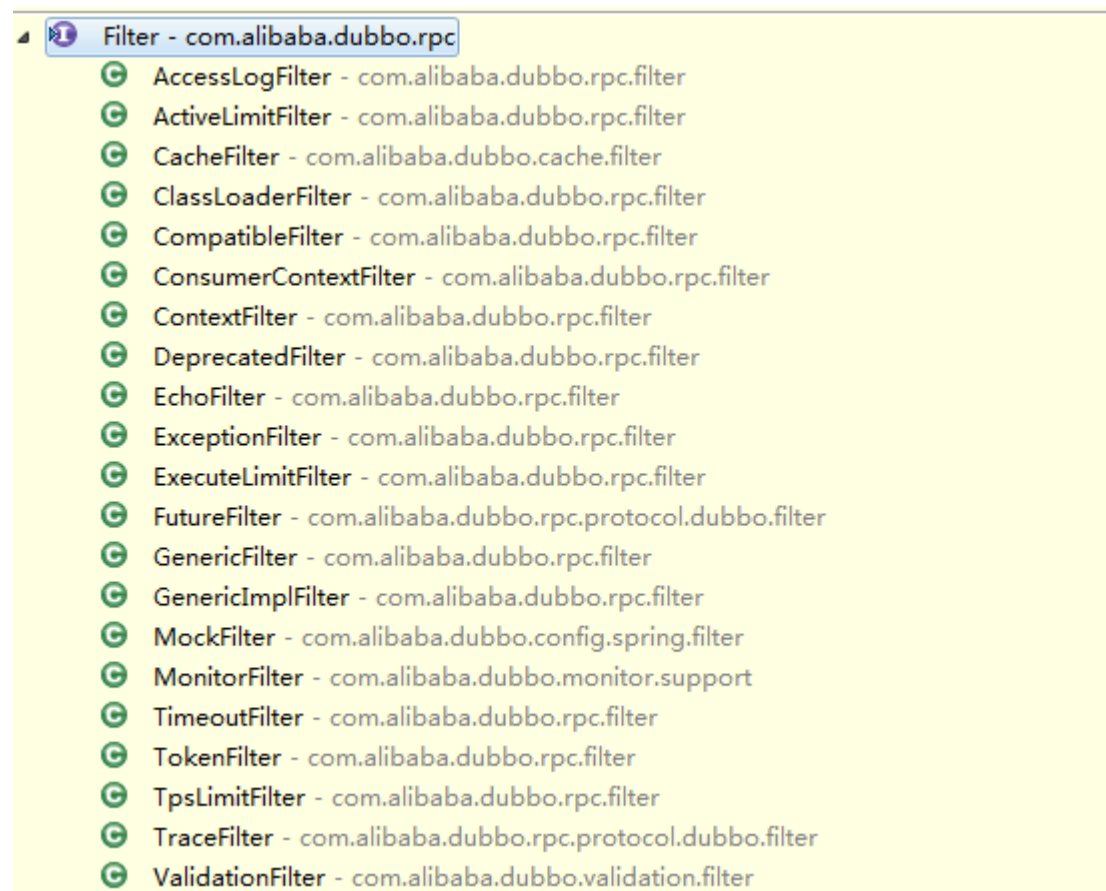 Filter - com.alibaba.dubbo.rpc
AccessLogFilter - com.alibaba.dubbo.rpc.filter
ActiveLimitFilter - com.alibaba.dubbo.rpc.filter
CacheFilter - com.alibaba.dubbo.cache.filter
ClassLoaderFilter - com.alibaba.dubbo.rpc.filter
CompatibleFilter - com.alibaba.dubbo.rpc.filter
ConsumerContextFilter - com.alibaba.dubbo.rpc.filter
ContextFilter - com.alibaba.dubbo.rpc.filter
DeprecatedFilter - com.alibaba.dubbo.rpc.filter
EchoFilter - com.alibaba.dubbo.rpc.filter
ExceptionFilter - com.alibaba.dubbo.rpc.filter
ExecuteLimitFilter - com.alibaba.dubbo.rpc.filter
FutureFilter - com.alibaba.dubbo.rpc.protocol.dubbo.filter
GenericFilter - com.alibaba.dubbo.rpc.filter
GenericImplFilter - com.alibaba.dubbo.rpc.filter
MockFilter - com.alibaba.dubbo.config.spring.filter
MonitorFilter - com.alibaba.dubbo.monitor.support
TimeoutFilter - com.alibaba.dubbo.rpc.filter
TokenFilter - com.alibaba.dubbo.rpc.filter
TpsLimitFilter - com.alibaba.dubbo.rpc.filter
TraceFilter - com.alibaba.dubbo.rpc.protocol.dubbo.filter
ValidationFilter - com.alibaba.dubbo.validation.filter